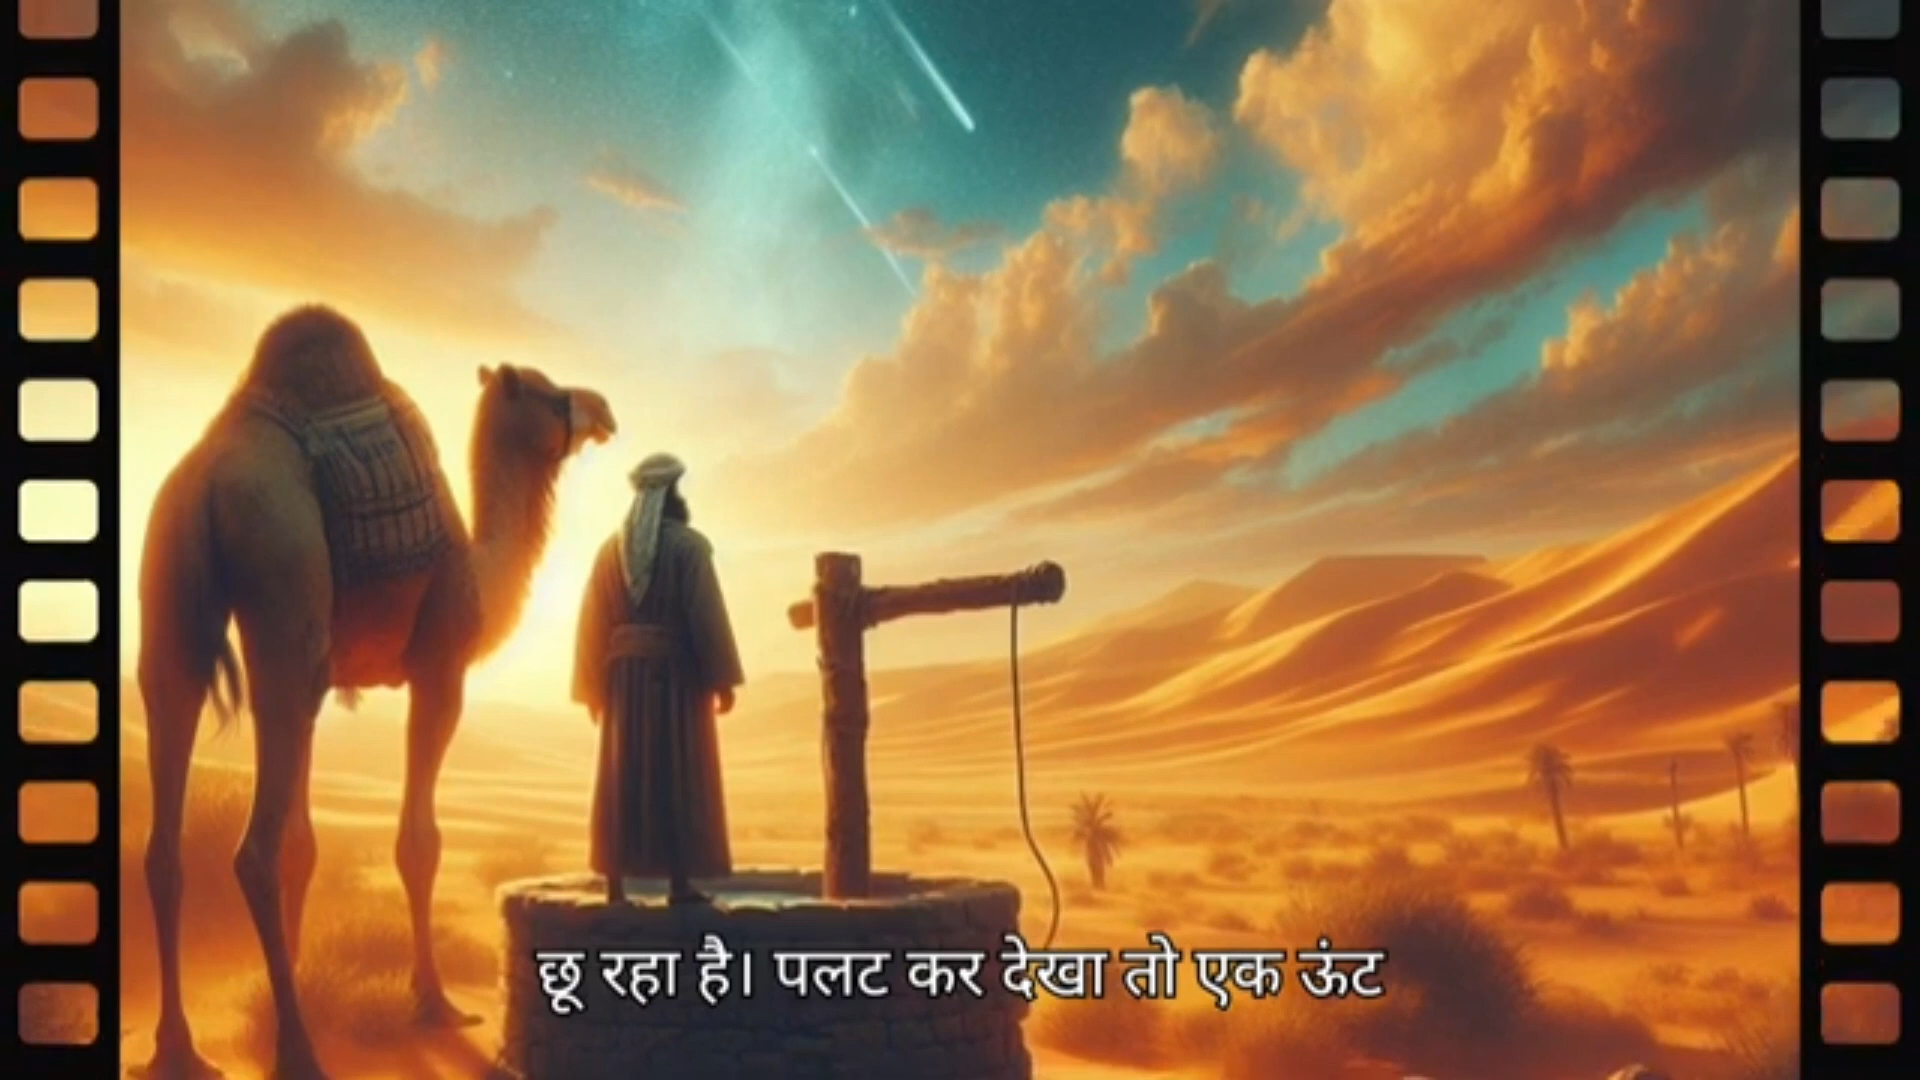 छू रहा है। पलट कर देखा तो एक ऊंट